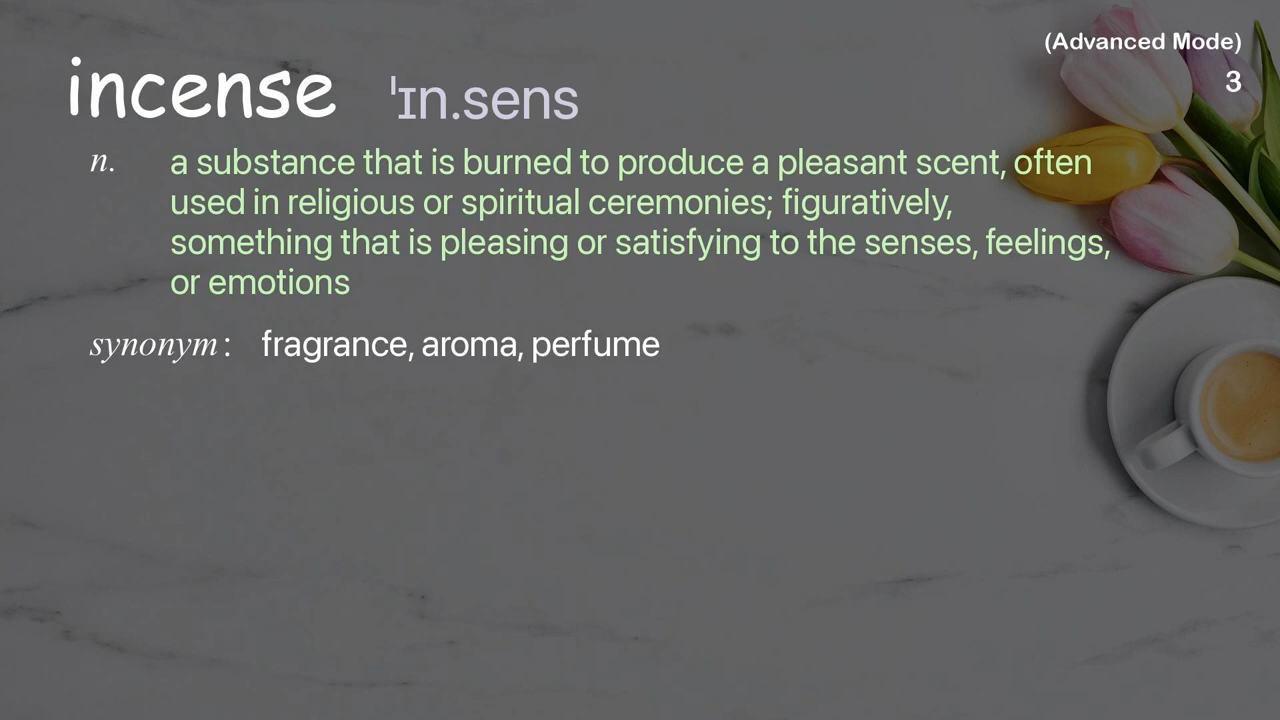 (Advanced Mode)
3
incense ˈɪn.sens
n. a substance that is burned to produce a pleasant scent, often
used in religious or spiritual ceremonies; figuratively,
something that is pleasing or satisfying to the senses, feelings,
or emotions
synonym: fragrance, aroma, perfume